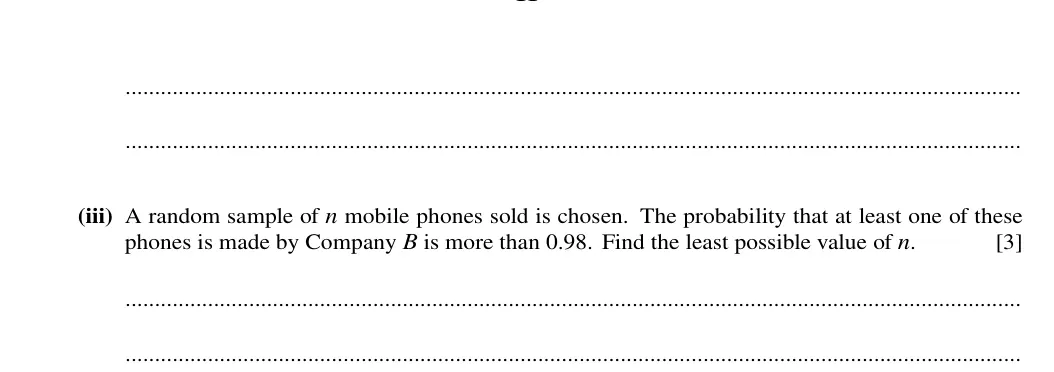 (iii) A random sample of n mobile phones sold is chosen. The probability that at least one of these
phones is made by Company B is more than 0.98. Find the least possible value of n. [3]